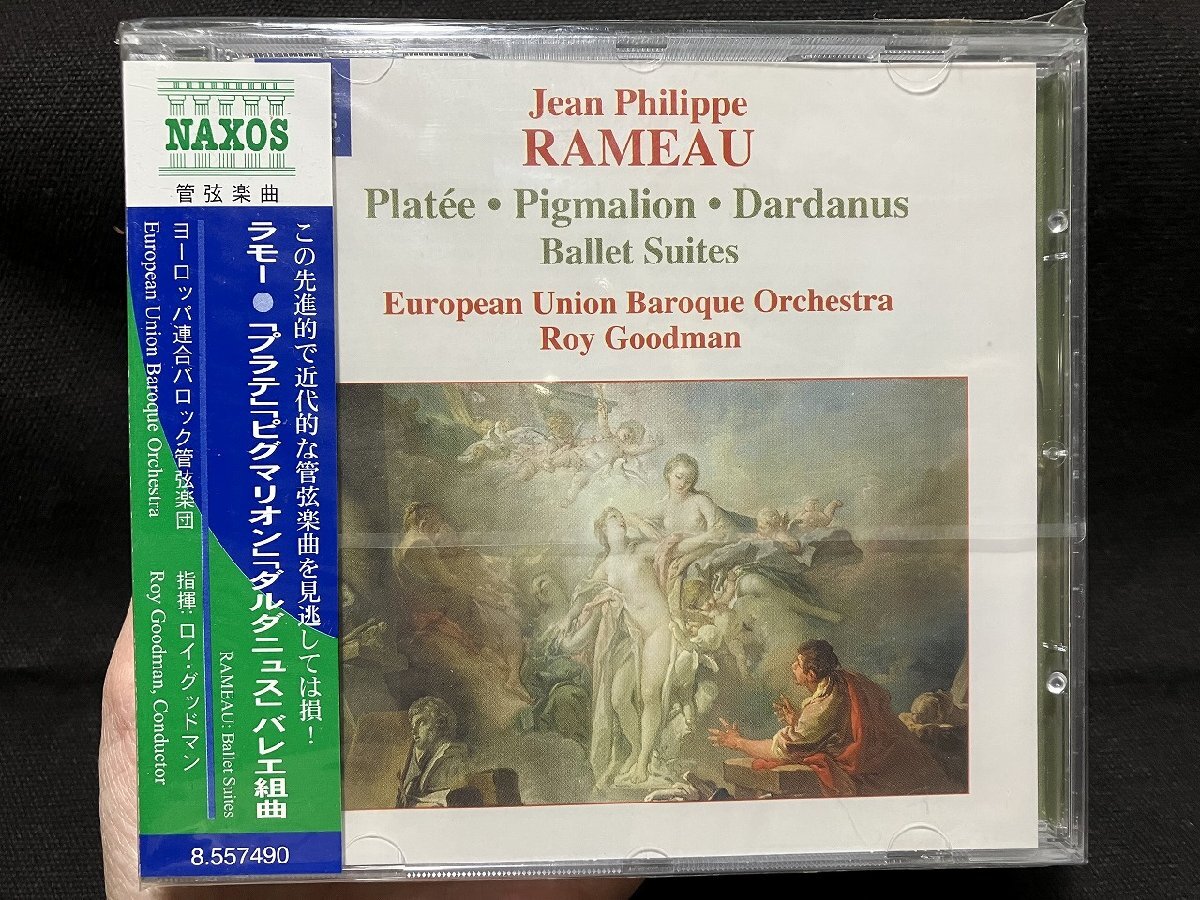 NAXOS
管弦楽曲
この先進的で近代的な管弦楽曲を見逃しては損!
ラモー●『プラテ』『ピグマリオン』『ダルダニュス』バレエ組曲
RAMEAU: Ballet Suites
ヨーロッパ連合バロック管弦楽団 指揮:ロイ・グッドマン
European Union Baroque Orchestra Roy Goodman, Conductor
8.557490
Jean Philippe
RAMEAU
Platée • Pigmalion • Dardanus
Ballet Suites
European Union Baroque Orchestra
Roy Goodman